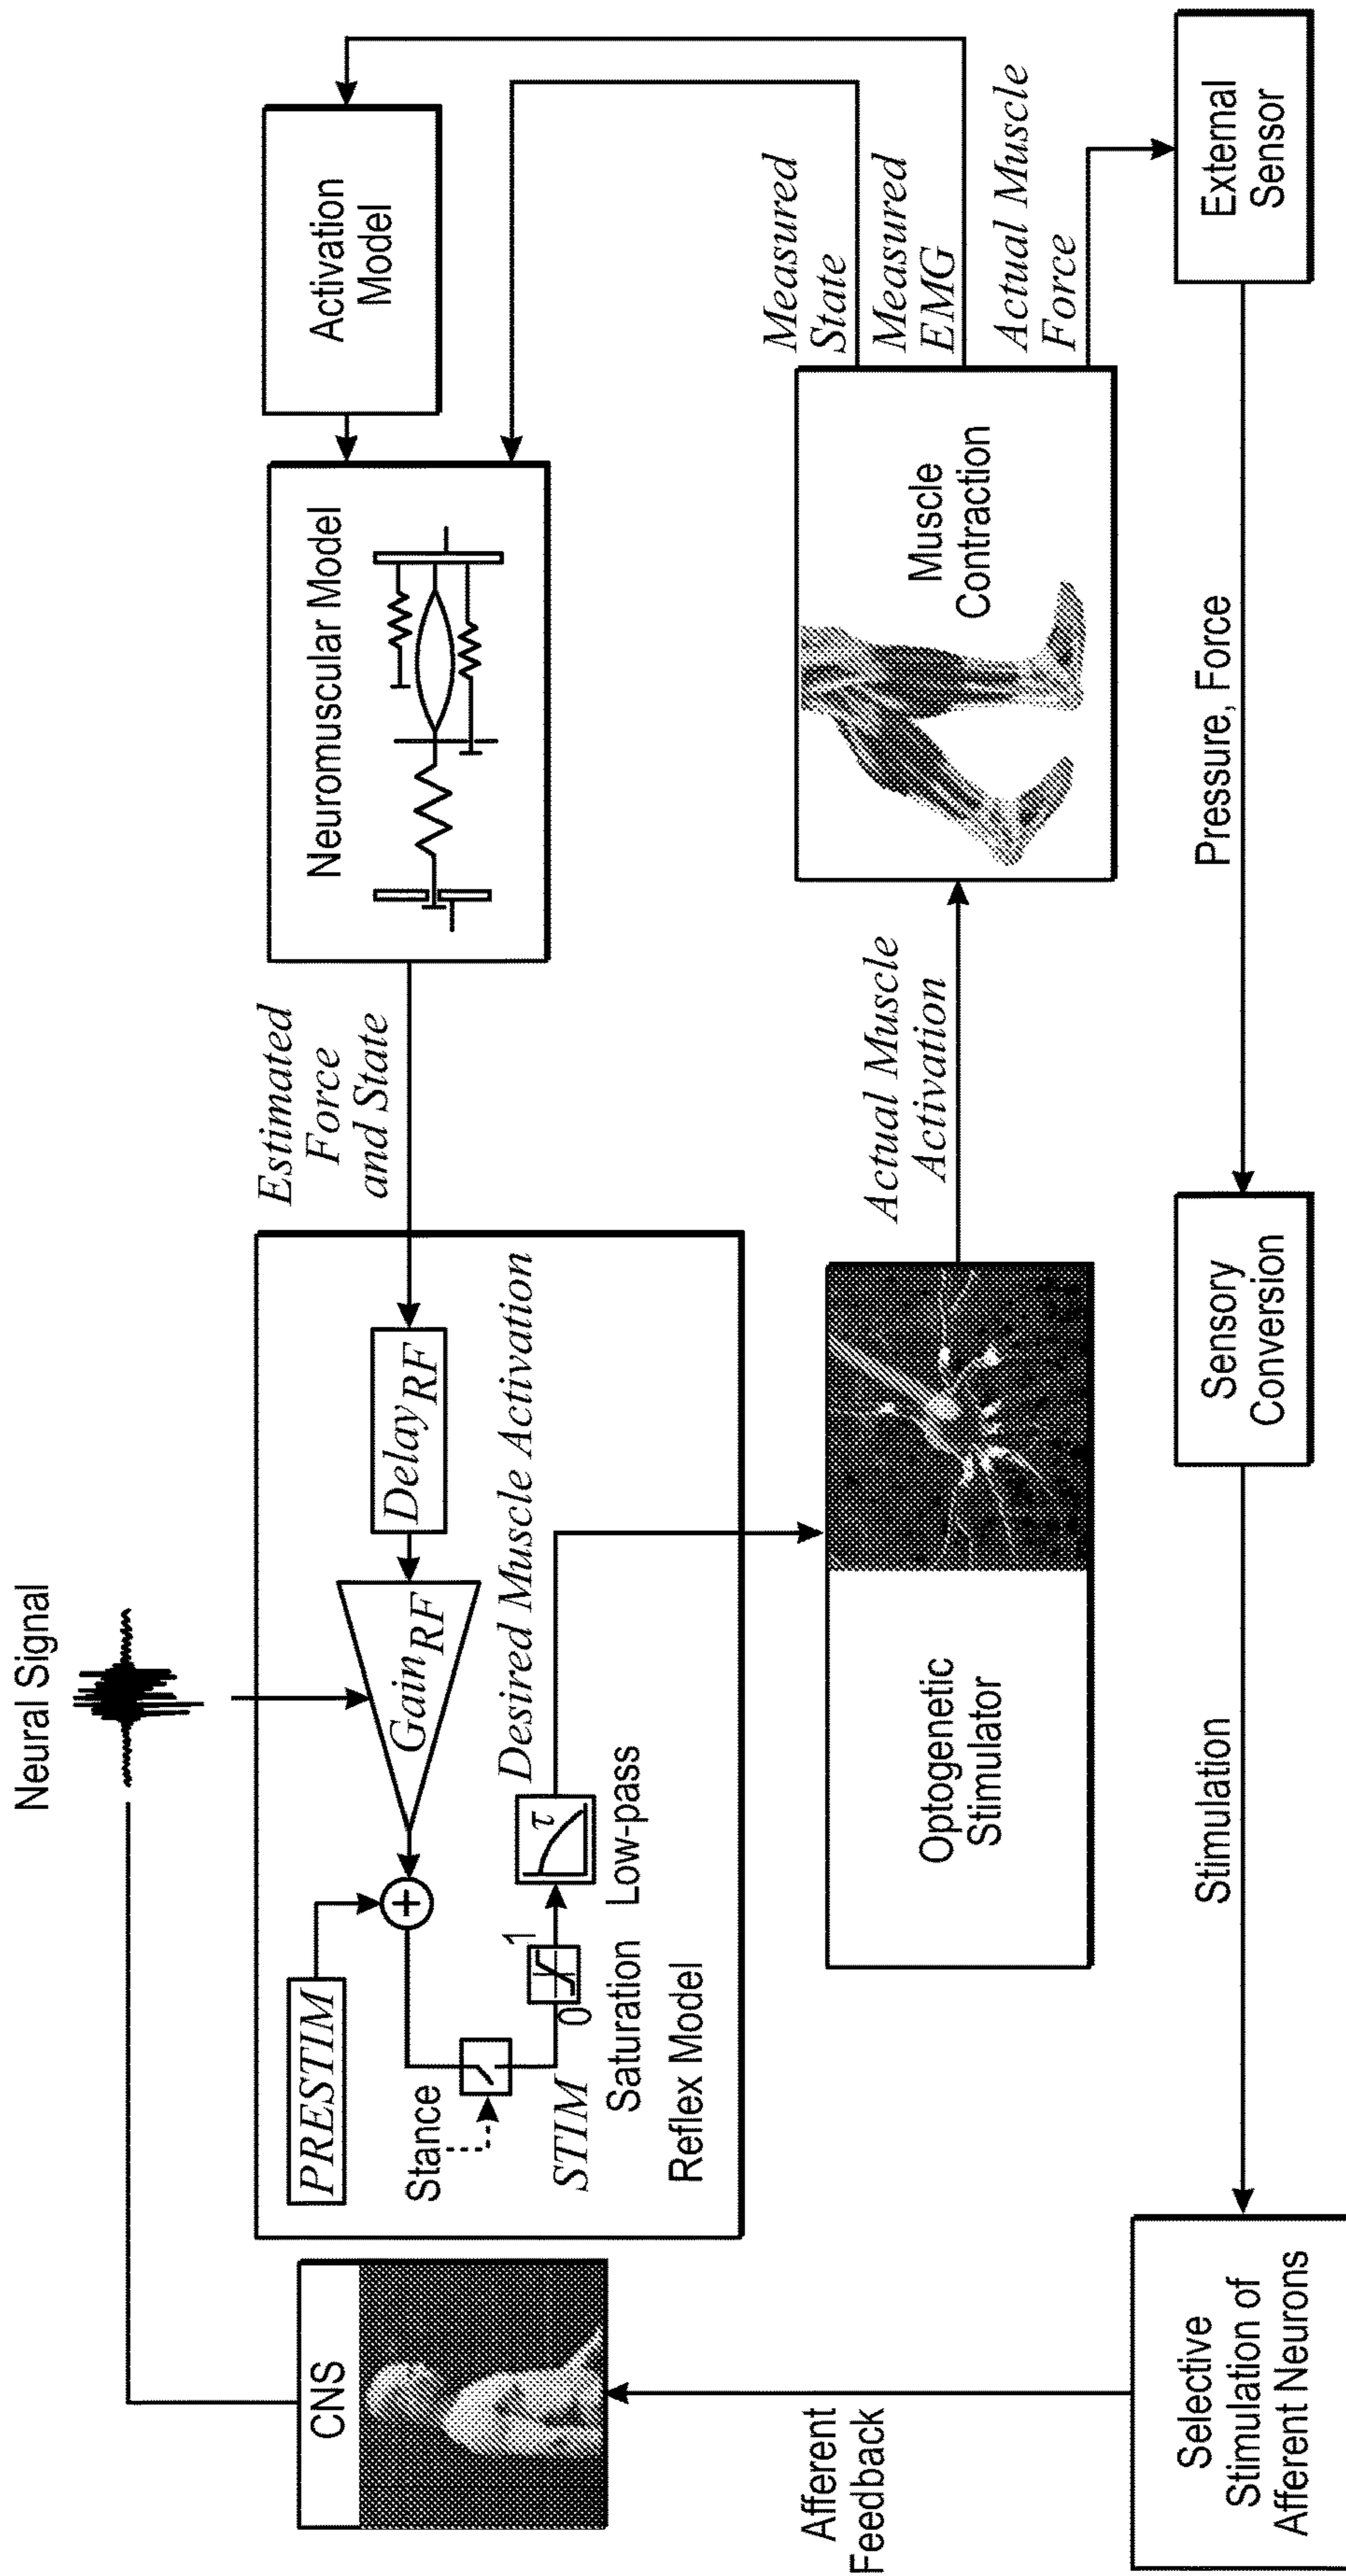 Neural Signal
CNS
PRESTIM
Stance
STIM
+
Gain RF
Delay RF
0
1
τ
Saturation
Low-pass
Desired Muscle Activation
Reflex Model
Estimated
Force
and State
Neuromuscular Model
Activation
Model
Optogenetic
Stimulator
Actual Muscle
Activation
Muscle
Contraction
Measured
State
Measured
EMG
Actual Muscle
Force
Afferent
Feedback
Selective
Stimulation of
Afferent Neurons
Stimulation
Sensory
Conversion
Pressure, Force
External
Sensor